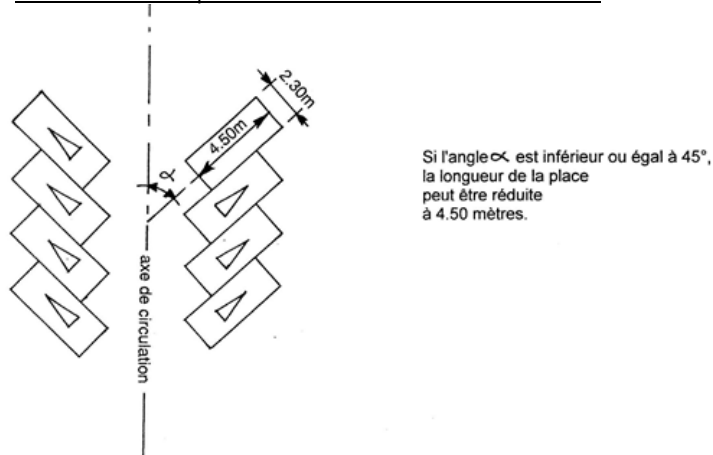 2.30m
4.50m
α
axe de circulation
Si l'angle α est inférieur ou égal à 45°,
la longueur de la place
peut être réduite
à 4.50 mètres.